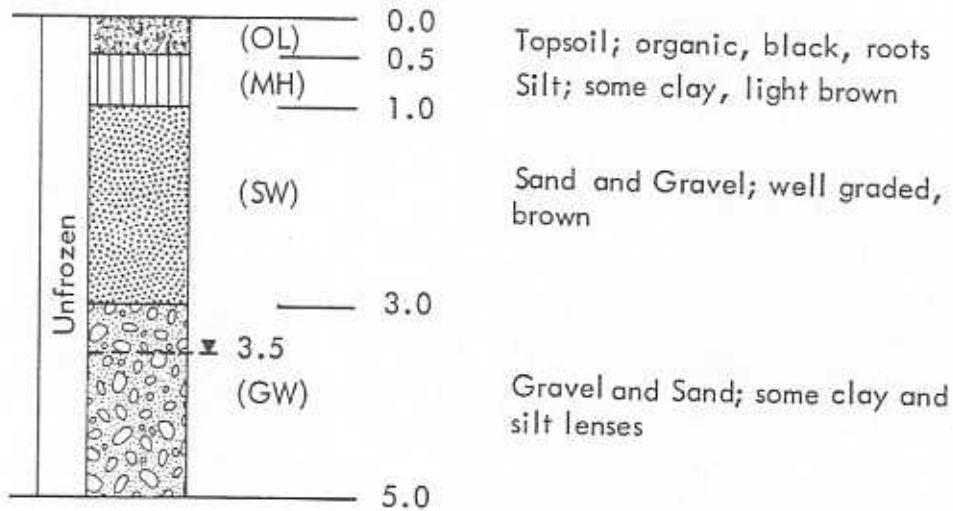 0.0
(OL)
Topsoil; organic, black, roots
0.5
(MH)
Silt; some clay, light brown
1.0
(SW)
Sand and Gravel; well graded,
brown
Unfrozen
3.0
3.5
(GW)
Gravel and Sand; some clay and
silt lenses
5.0